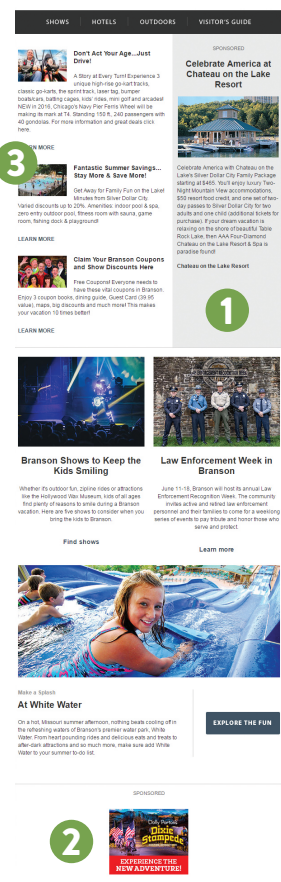 SHOWS
HOTELS
OUTDOORS
VISITOR'S GUIDE
Don't Act Your Age...Just
Drive!
A Story at Every Turn! Experience 3
unique high-rise go-kart tracks,
classic go-karts, the sprint track, laser tag, bumper
boats/cars, batting cages, kids' rides, mini golf and arcades!
NEW in 2016, Chicago's Navy Pier Ferris Wheel will be
making its mark at T4. Standing 150 ft., 240 passengers with
40 gondolas. For more information and great deals click
here.
MORE
3
Fantastic Summer Savings...
Stay More & Save More!
Get Away for Family Fun on the Lake!
Minutes from Silver Dollar City.
Varied discounts up to 20%. Amenities: indoor pool & spa,
zero entry outdoor pool, fitness room with sauna, game
room, fishing dock & playground!
LEARN MORE
Claim Your Branson Coupons
and Show Discounts Here
Free Coupons! Everyone needs to
have these vital coupons in Branson.
Enjoy 3 coupon books, dining guide, Guest Card (39.95
value), maps, big discounts and much more! This makes
your vacation 10 times better!
LEARN MORE
SPONSORED
Celebrate America at
Chateau on the Lake
Resort
Celebrate America with Chateau on the
Lake's Silver Dollar City Family Package
starting at $465. You'll enjoy luxury Two-
Night Mountain View accommodations,
$50 resort food credit, and one set of two-
day passes to Silver Dollar City for two
adults and one child (additional tickets for
purchase). If your dream vacation is
relaxing on the shore of beautiful Table
Rock Lake, then AAA Four-Diamond
Chateau on the Lake Resort & Spa is
paradise found!
Chateau on the Lake Resort
1
Branson Shows to Keep the
Kids Smiling
Whether it's outdoor fun, zipline rides or attractions
like the Hollywood Wax Museum, kids of all ages
find plenty of reasons to smile during a Branson
vacation. Here are five shows to consider when you
bring the kids to Branson.
Find shows
Law Enforcement Week in
Branson
June 11-18, Branson will host its annual Law
Enforcement Recognition Week. The community
invites active and retired law enforcement
personnel and their families to come for a weeklong
series of events to pay tribute and honor those who
serve and protect.
Learn more
Make a Splash
At White Water
On a hot, Missouri summer afternoon, nothing beats cooling off in
the refreshing waters of Branson's premier water park, White
Water. From heart pounding rides and delicious eats and treats to
after-dark attractions and so much more, make sure add White
Water to your summer to-do list.
EXPLORE THE FUN
SPONSORED
2
Dolly Parton's
Dixie
Stampede
EXPERIENCE THE
NEW ADVENTURE!